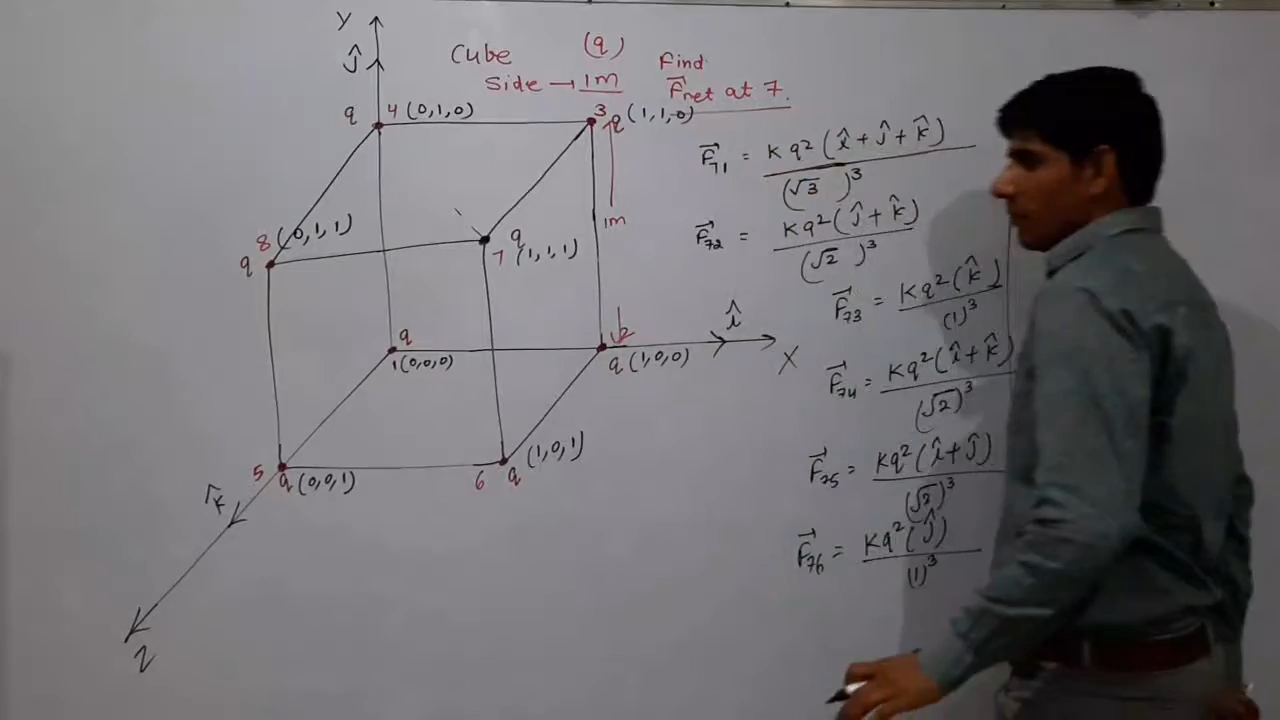 Y
ĵ
Cube (q) Find
Side → 1m F⃗net at 7.
q 4 (0,1,0)
3 q (1,1,0)
1m
8 (0,1,1)
q
q
7 (1,1,1)
q
1 (0,0,0)
2
q (1,0,0)
î
X
5 q (0,0,1)
6 q (1,0,1)
k̂
Z
F⃗71 = Kq²(î+ĵ+k̂) / (√3)³
F⃗72 = Kq²(ĵ+k̂) / (√2)³
F⃗73 = Kq²(k̂) / (1)³
F⃗74 = Kq²(î+k̂) / (√2)³
F⃗75 = Kq²(î+ĵ) / (√2)³
F⃗76 = Kq²(ĵ) / (1)³